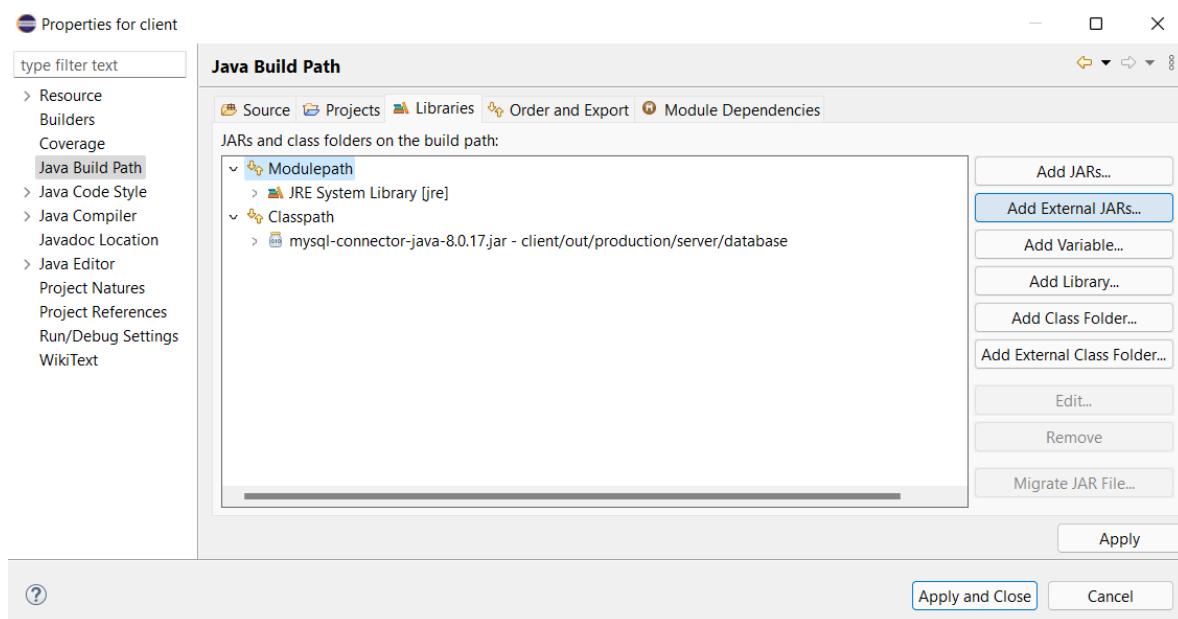 Properties for client
type filter text
Resource
Builders
Coverage
Java Build Path
Java Code Style
Java Compiler
Javadoc Location
Java Editor
Project Natures
Project References
Run/Debug Settings
WikiText
Java Build Path
Source Projects Libraries Order and Export Module Dependencies
JARs and class folders on the build path:
Modulepath
JRE System Library [jre]
Classpath
mysql-connector-java-8.0.17.jar - client/out/production/server/database
Add JARs...
Add External JARs...
Add Variable...
Add Library...
Add Class Folder...
Add External Class Folder...
Edit...
Remove
Migrate JAR File...
Apply
?
Apply and Close Cancel